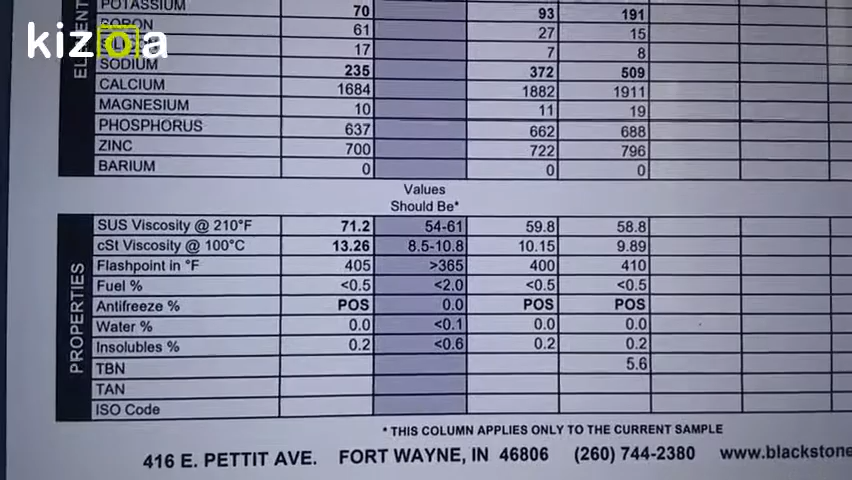 POTASSIUM 70 93 191
BORON 61 27 15
kizoa
ELEMENT
17 7 8
SODIUM 235 372 509
CALCIUM 1684 1882 1911
MAGNESIUM 10 11 19
PHOSPHORUS 637 662 688
ZINC 700 722 796
BARIUM 0 0 0
Values
Should Be*
PROPERTIES
SUS Viscosity @ 210°F 71.2 54-61 59.8 58.8
cSt Viscosity @ 100°C 13.26 8.5-10.8 10.15 9.89
Flashpoint in °F 405 >365 400 410
Fuel % <0.5 <2.0 <0.5 <0.5
Antifreeze % POS 0.0 POS POS
Water % 0.0 <0.1 0.0 0.0
Insolubles % 0.2 <0.6 0.2 0.2
TBN 5.6
TAN
ISO Code
* THIS COLUMN APPLIES ONLY TO THE CURRENT SAMPLE
416 E. PETTIT AVE. FORT WAYNE, IN 46806 (260) 744-2380 www.blackstone